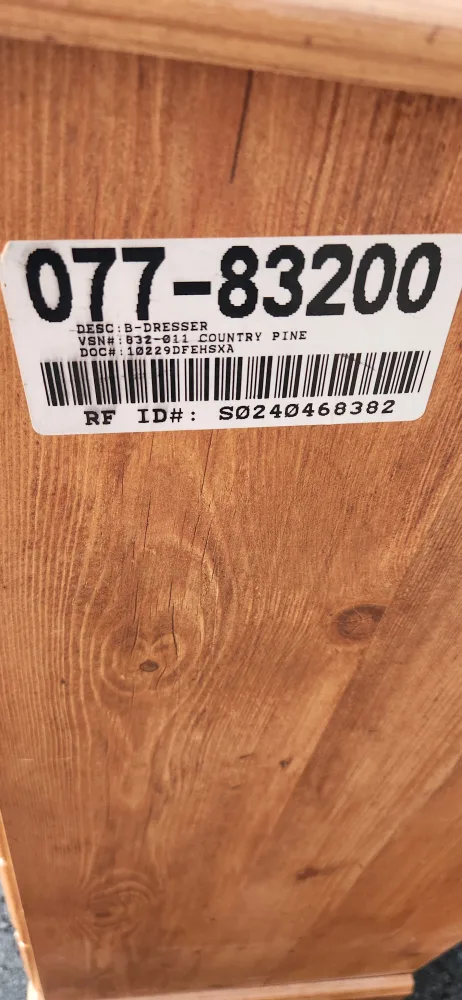 077-83200
DESC:B-DRESSER
VSN#:832-011 COUNTRY PINE
DOC#:10229DFEHSXA
RF ID#: S0240468382